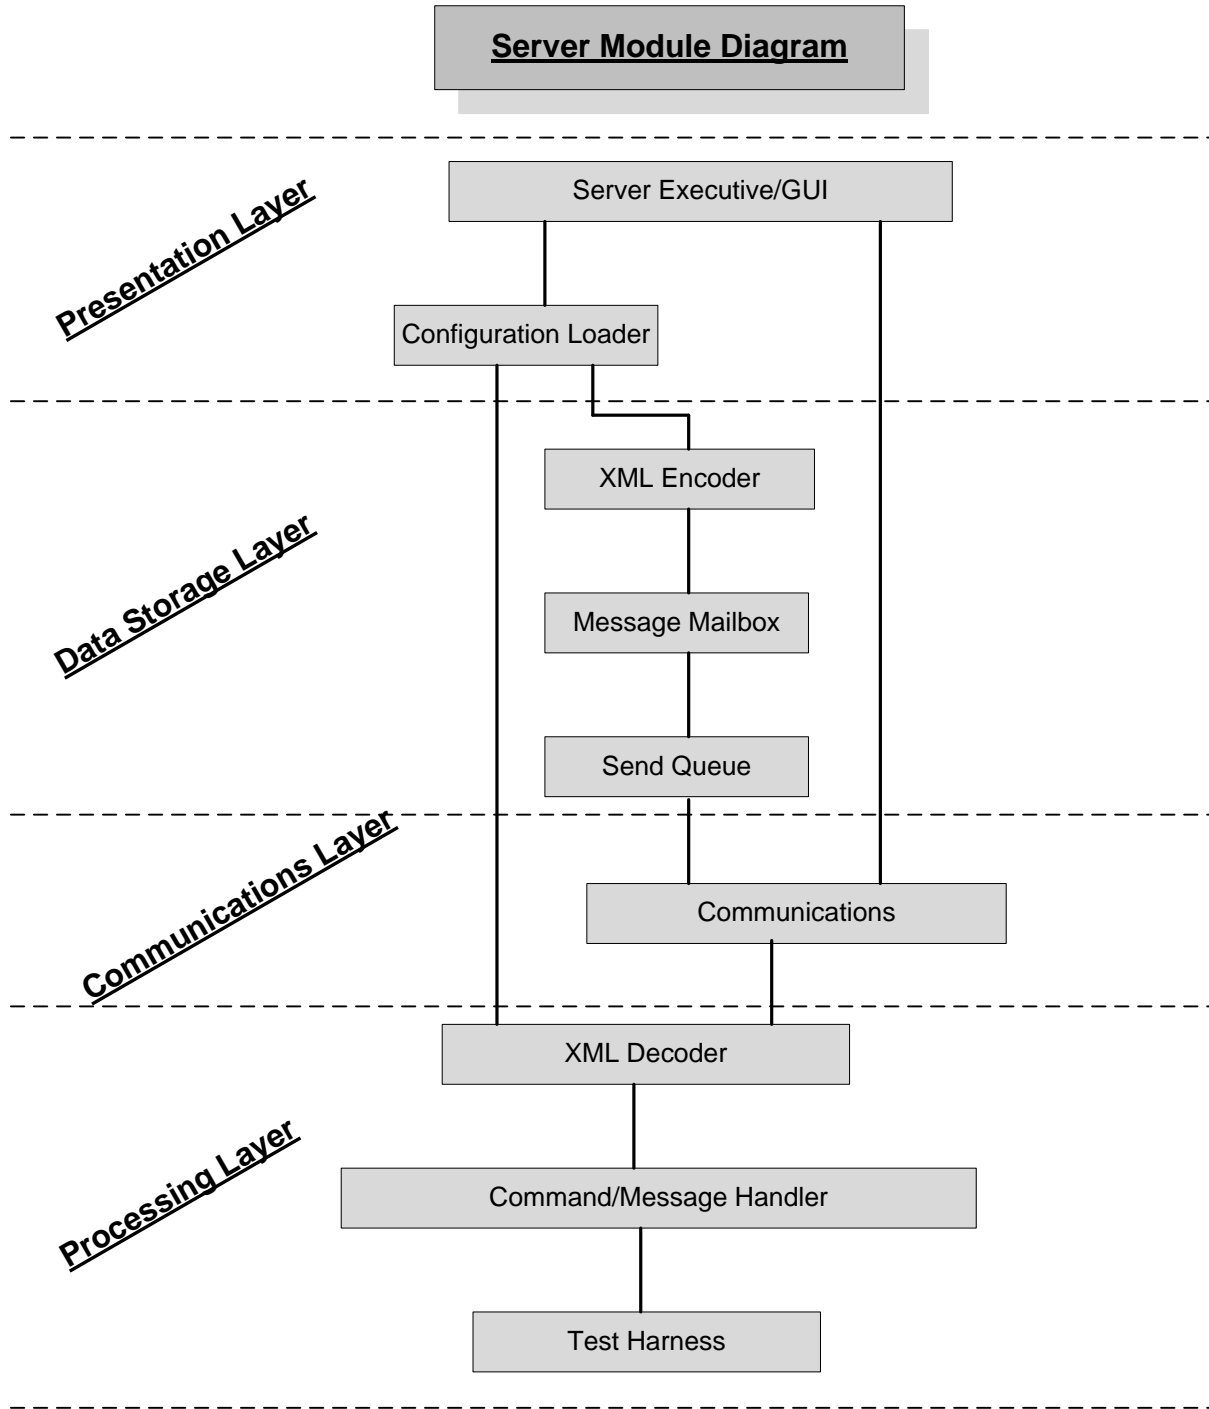 Server Module Diagram
Presentation Layer
Server Executive/GUI
Configuration Loader
Data Storage Layer
XML Encoder
Message Mailbox
Send Queue
Communications Layer
Communications
Processing Layer
XML Decoder
Command/Message Handler
Test Harness